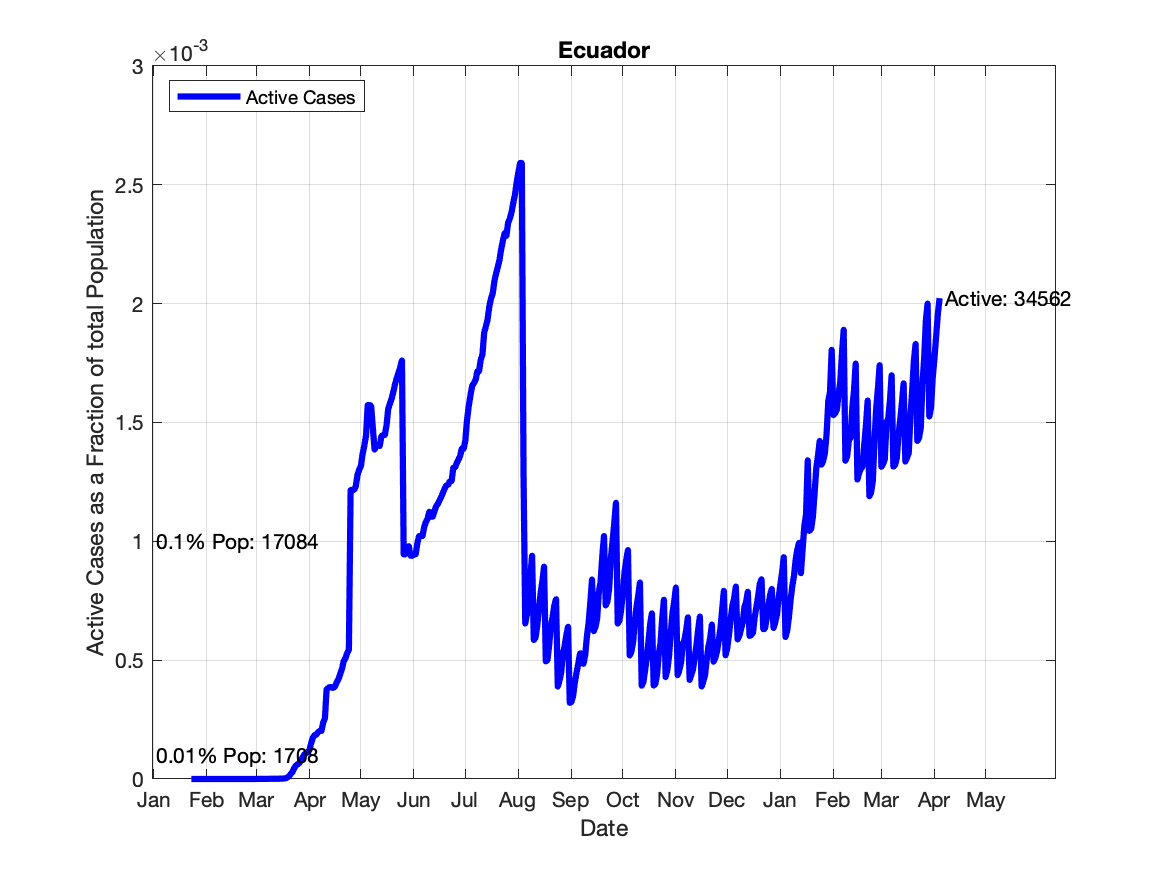 Ecuador
×10-3
3
2.5
2
1.5
1
0.5
0
Active Cases as a Fraction of total Population
Active Cases
Active: 34562
0.1% Pop: 17084
0.01% Pop: 1708
Jan Feb Mar Apr May Jun Jul Aug Sep Oct Nov Dec Jan Feb Mar Apr May
Date